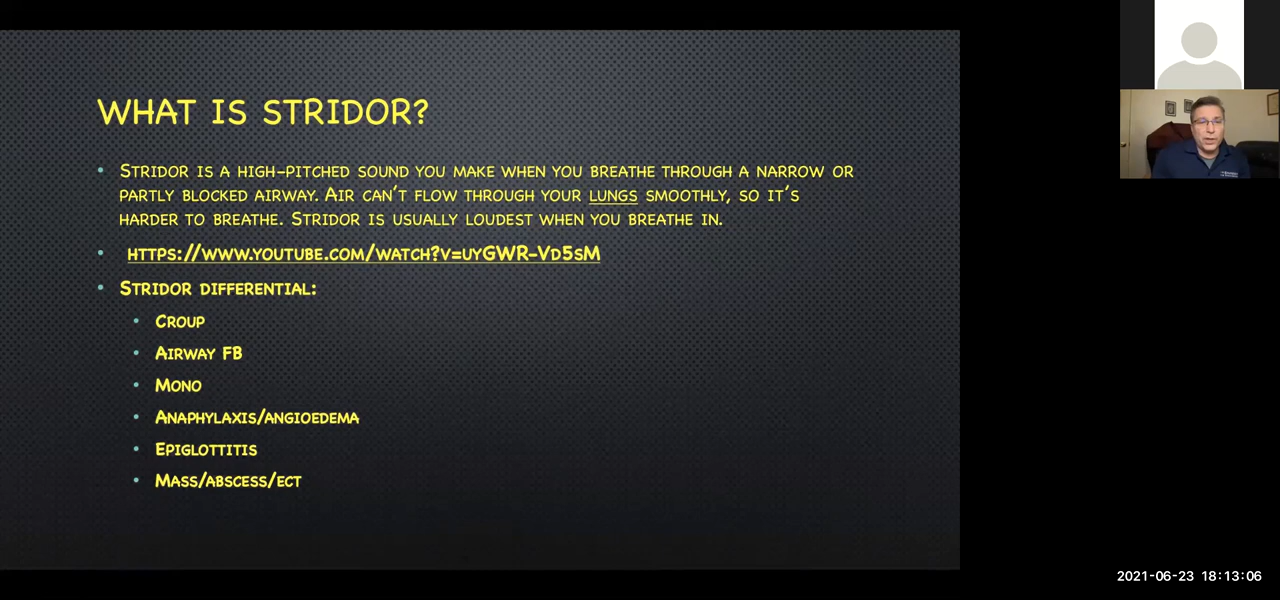 What is Stridor?
Stridor is a high-pitched sound you make when you breathe through a narrow or
partly blocked airway. Air can't flow through your lungs smoothly, so it's
harder to breathe. Stridor is usually loudest when you breathe in.
https://www.youtube.com/watch?v=uyGWR-Vd5sM
Stridor differential:
Croup
Airway FB
Mono
Anaphylaxis/angioedema
Epiglottitis
Mass/abscess/ect
2021-06-23 18:13:06